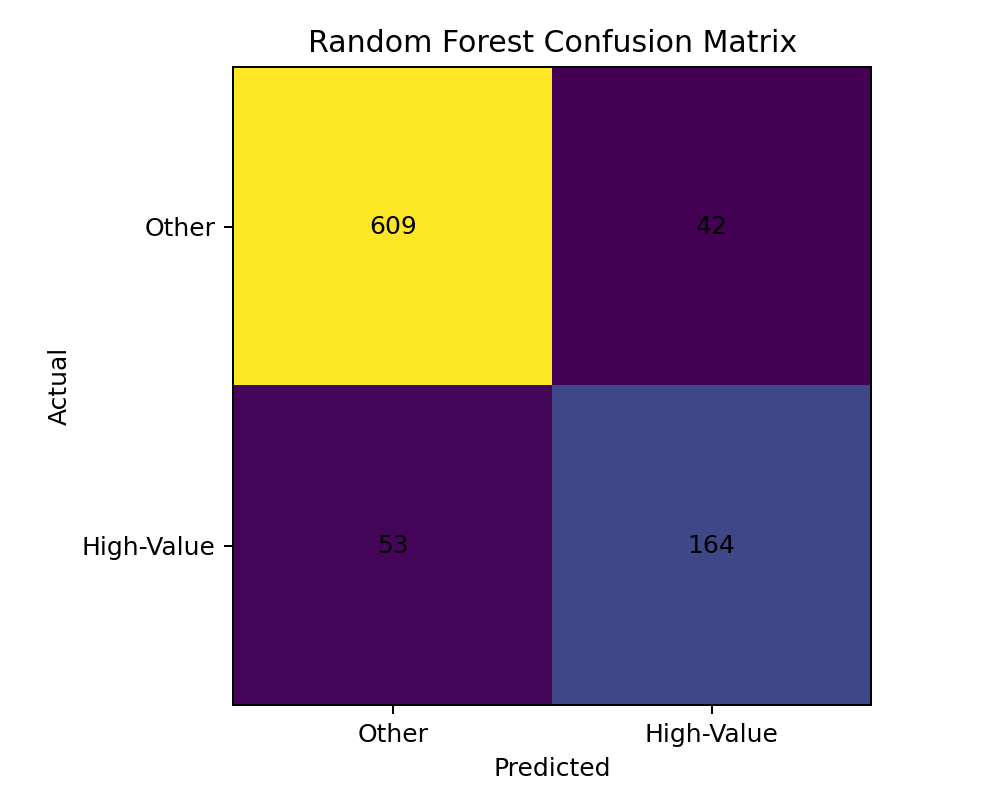 Random Forest Confusion Matrix
Other
609
42
Actual
High-Value
53
164
Other
High-Value
Predicted